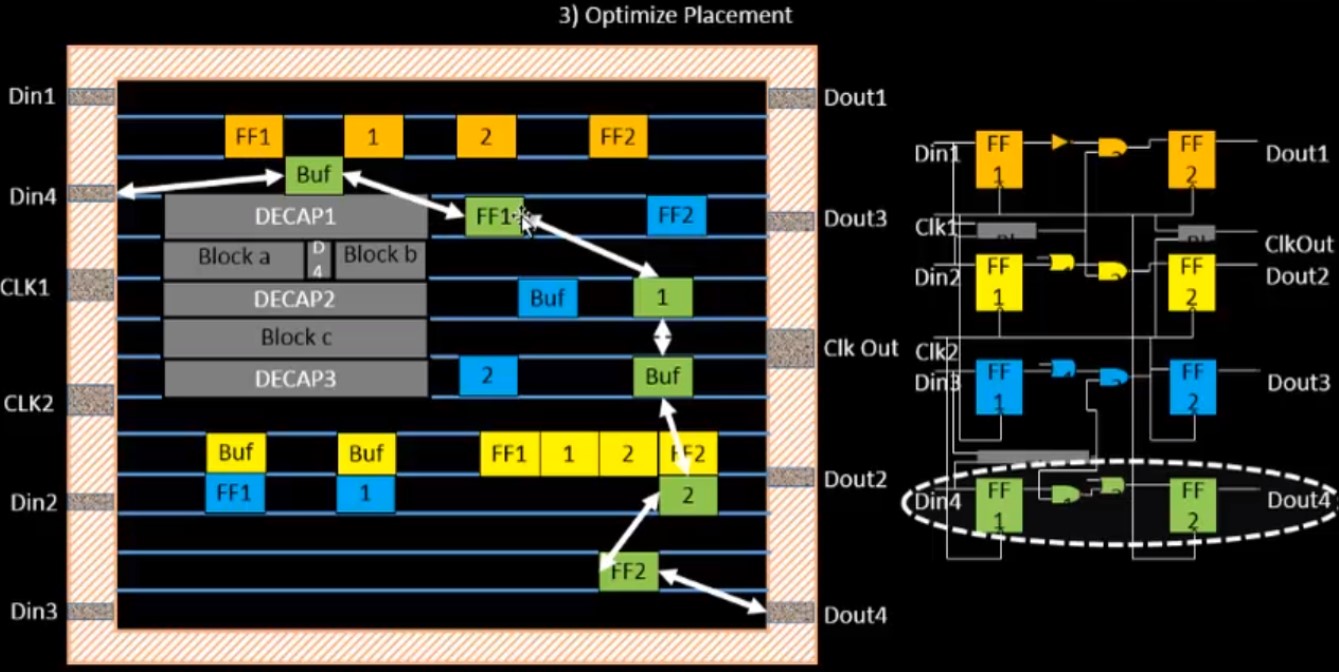 3) Optimize Placement
Din1
Dout1
FF1 1 2 FF2
Buf
Din4
DECAP1
FF1
FF2
Dout3
Block a
D
4
Block b
CLK1
DECAP2
Buf
1
Block c
Clk Out
DECAP3
2
Buf
CLK2
Buf
Buf
FF1 1 2 FF2
FF1
1
2
Dout2
Din2
FF2
Din3
Dout4
Din1
FF
1
FF
2
Dout1
Clk1
ClkOut
Din2
FF
1
FF
2
Dout2
Clk2
Din3
FF
1
FF
2
Dout3
Din4
FF
1
FF
2
Dout4